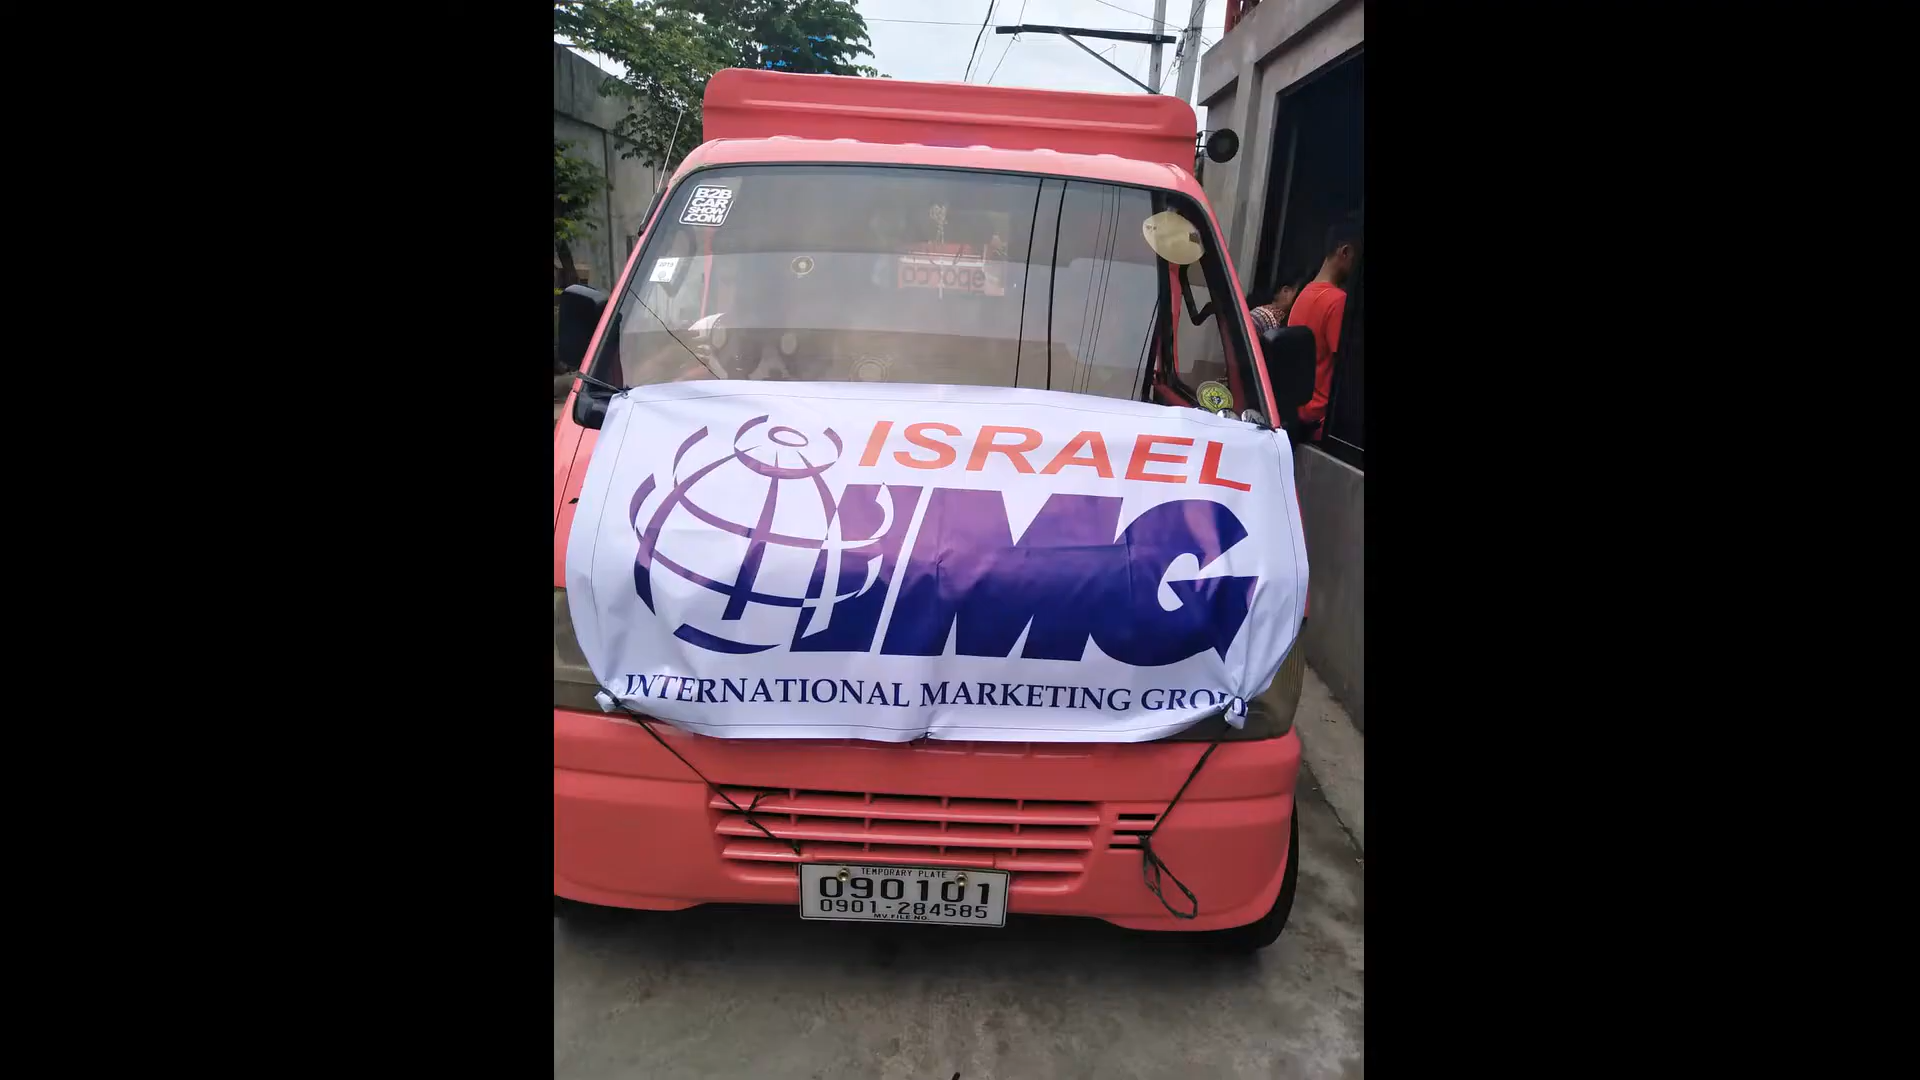 B2B
CAR
SHOW
.COM
ISRAEL
IMG
INTERNATIONAL MARKETING GROUP
TEMPORARY PLATE
090101
0901-284585
MV FILE NO.